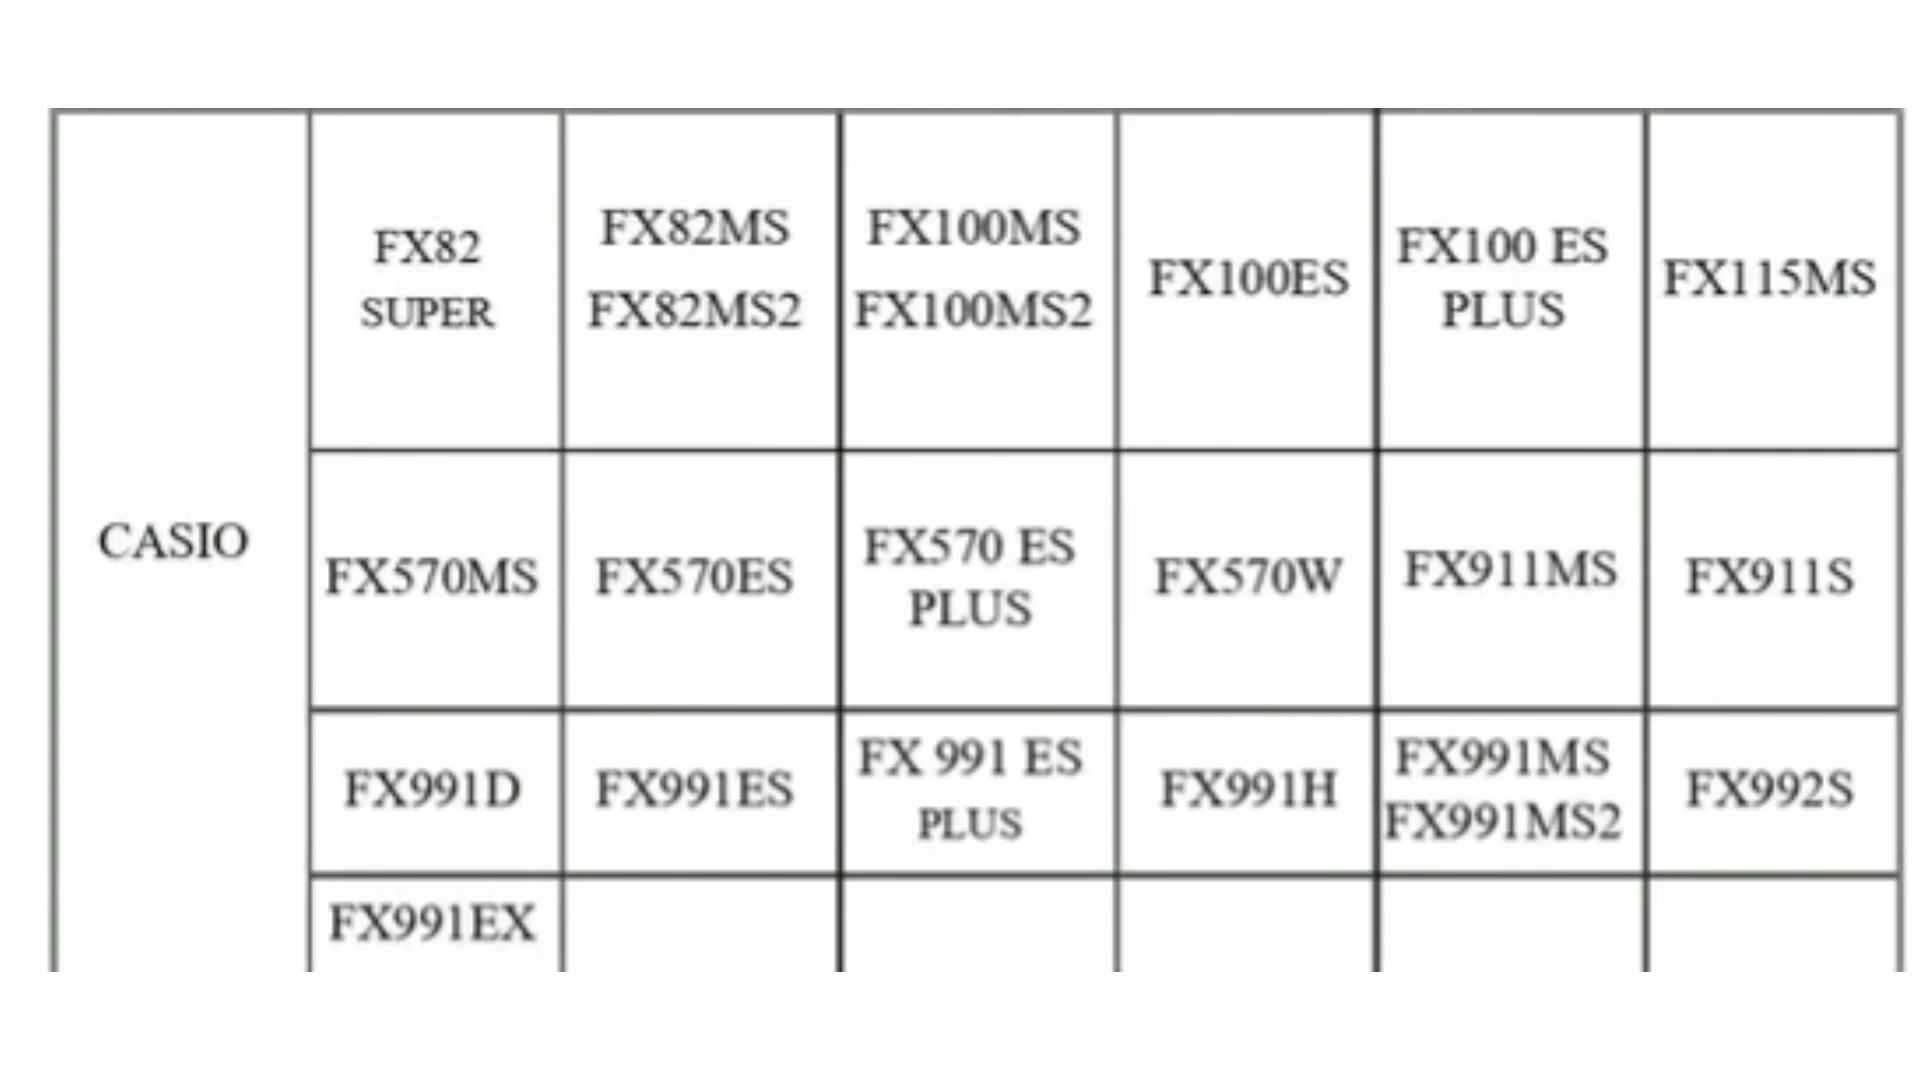 CASIO
FX82
SUPER
FX82MS
FX82MS2
FX100MS
FX100MS2
FX100ES
FX100 ES
PLUS
FX115MS
FX570MS
FX570ES
FX570 ES
PLUS
FX570W
FX911MS
FX911S
FX991D
FX991ES
FX 991 ES
PLUS
FX991H
FX991MS
FX991MS2
FX992S
FX991EX